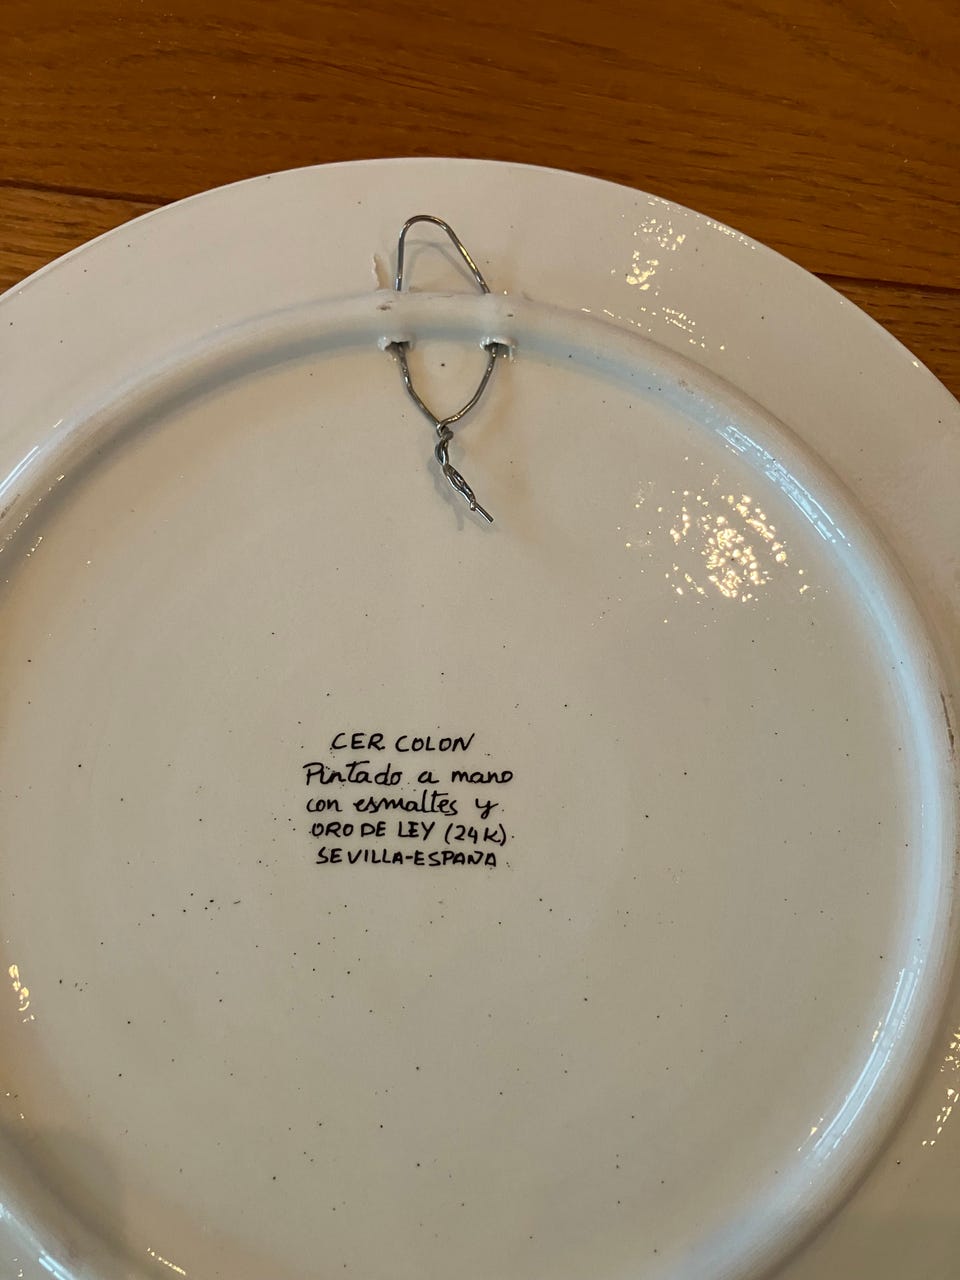 CER. COLON
Pintado a mano
con esmaltes y
ORO DE LEY (24K).
SEVILLA-ESPAÑA